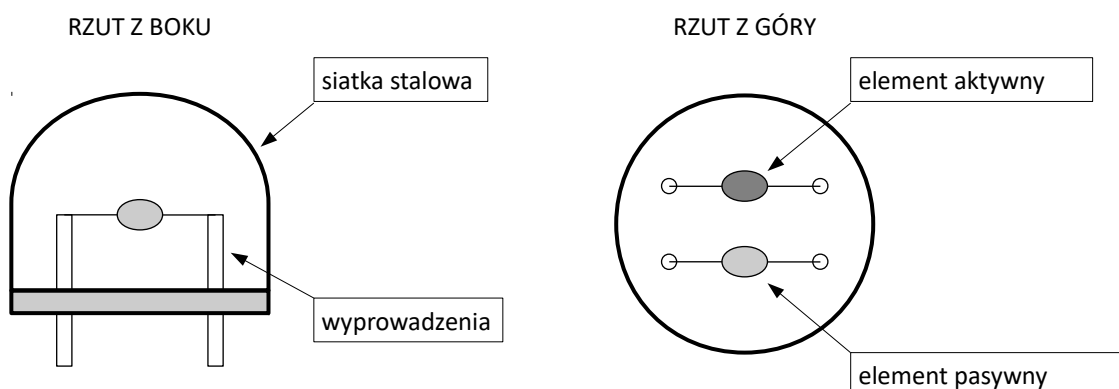 RZUT Z BOKU
RZUT Z GÓRY
siatka stalowa
element aktywny
wyprowadzenia
element pasywny